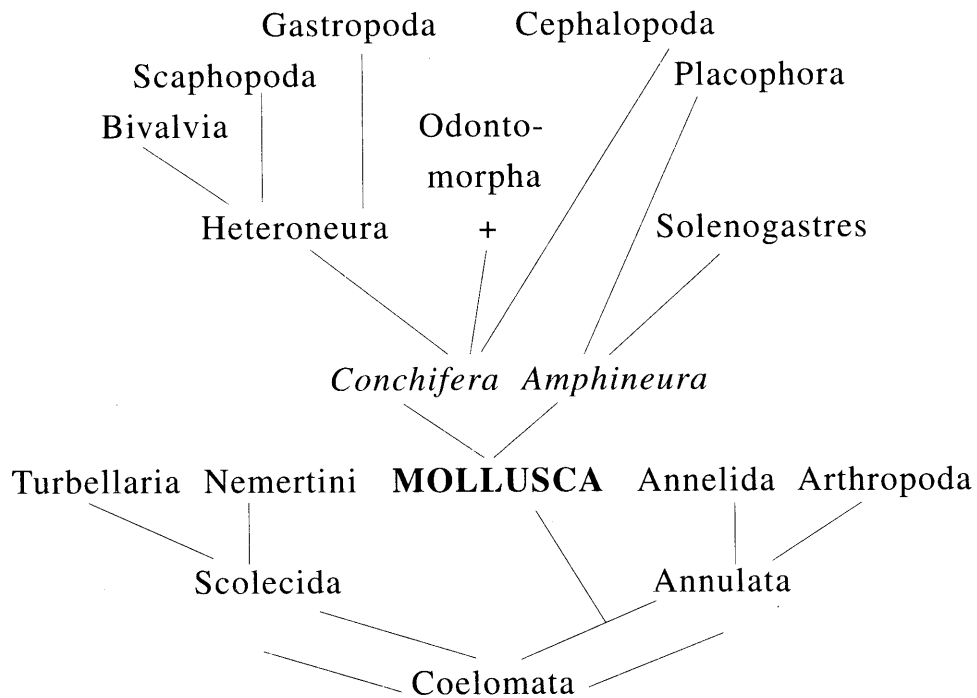 Gastropoda Cephalopoda
Scaphopoda Placophora
Bivalvia Odonto-
morpha
Heteroneura + Solenogastres
Conchifera Amphineura
Turbellaria Nemertini MOLLUSCA Annelida Arthropoda
Scolecida Annulata
Coelomata